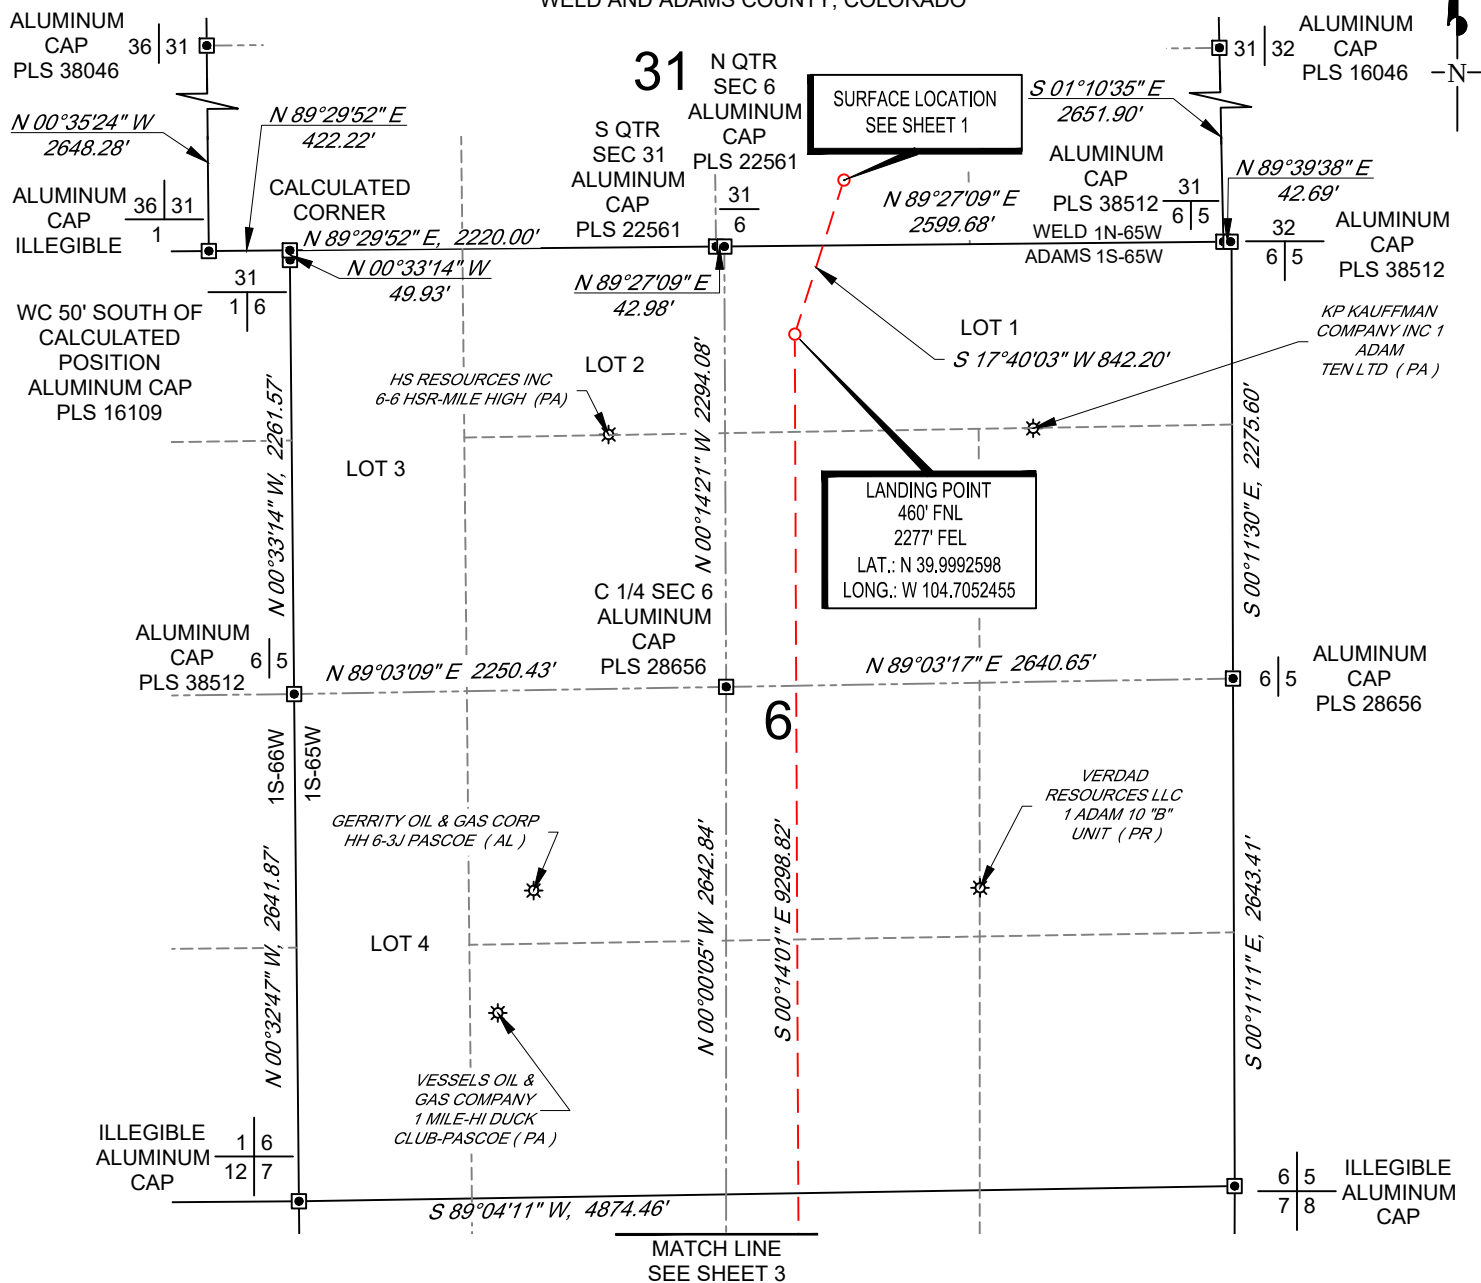 WELD AND ADAMS COUNTY, COLORADO
ALUMINUM
CAP
PLS 38046
36 31
31
N QTR
SEC 6
ALUMINUM
CAP
PLS 22561
SURFACE LOCATION
SEE SHEET 1
31 32
ALUMINUM
CAP
PLS 16046
N
N 00°35'24" W
2648.28'
N 89°29'52" E
422.22'
S QTR
SEC 31
ALUMINUM
CAP
PLS 22561
S 01°10'35" E
2651.90'
ALUMINUM
CAP
ILLEGIBLE
36 31
1
CALCULATED
CORNER
N 89°29'52" E, 2220.00'
31
6
N 89°27'09" E
2599.68'
ALUMINUM
CAP
PLS 38512
31
6 5
WELD 1N-65W
ADAMS 1S-65W
N 89°39'38" E
42.69'
32
6 5
ALUMINUM
CAP
PLS 38512
N 00°33'14" W
49.93'
31
1 6
N 89°27'09" E
42.98'
WC 50' SOUTH OF
CALCULATED
POSITION
ALUMINUM CAP
PLS 16109
LOT 1
S 17°40'03" W 842.20'
KP KAUFFMAN
COMPANY INC 1
ADAM
TEN LTD ( PA )
LOT 2
HS RESOURCES INC
6-6 HSR-MILE HIGH (PA)
N 00°33'14" W, 2261.57'
N 00°14'21" W 2294.08'
S 00°11'30" E, 2275.60'
LOT 3
LANDING POINT
460' FNL
2277' FEL
LAT.: N 39.9992598
LONG.: W 104.7052455
C 1/4 SEC 6
ALUMINUM
CAP
PLS 28656
ALUMINUM
CAP
PLS 38512
6 5
N 89°03'09" E 2250.43'
N 89°03'17" E 2640.65'
6 5
ALUMINUM
CAP
PLS 28656
6
1S-66W
1S-65W
GERRITY OIL & GAS CORP
HH 6-3J PASCOE ( AL )
VERDAD
RESOURCES LLC
1 ADAM 10 "B"
UNIT ( PR )
N 00°32'47" W, 2641.87'
N 00°00'05" W 2642.84'
S 00°14'01" E 9298.82'
S 00°11'11" E, 2643.41'
LOT 4
VESSELS OIL &
GAS COMPANY
1 MILE-HI DUCK
CLUB-PASCOE ( PA )
ILLEGIBLE
ALUMINUM
CAP
1 6
12 7
S 89°04'11" W, 4874.46'
6 5
7 8
ILLEGIBLE
ALUMINUM
CAP
MATCH LINE
SEE SHEET 3